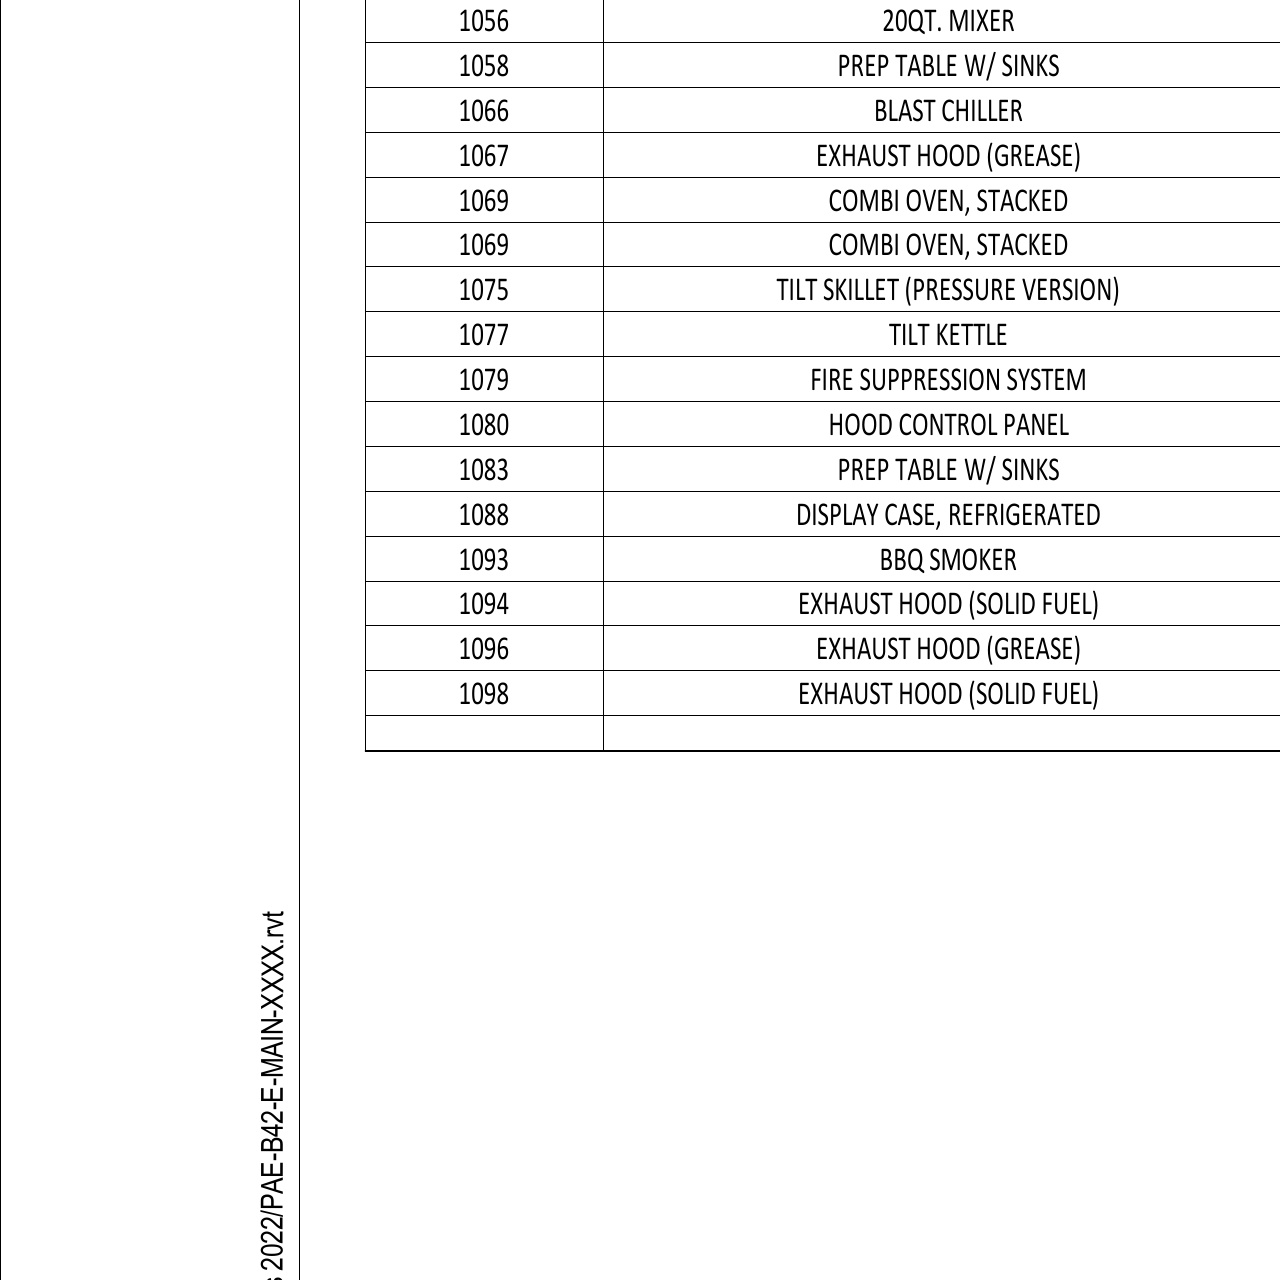 1056 20QT. MIXER
1058 PREP TABLE W/ SINKS
1066 BLAST CHILLER
1067 EXHAUST HOOD (GREASE)
1069 COMBI OVEN, STACKED
1069 COMBI OVEN, STACKED
1075 TILT SKILLET (PRESSURE VERSION)
1077 TILT KETTLE
1079 FIRE SUPPRESSION SYSTEM
1080 HOOD CONTROL PANEL
1083 PREP TABLE W/ SINKS
1088 DISPLAY CASE, REFRIGERATED
1093 BBQ SMOKER
1094 EXHAUST HOOD (SOLID FUEL)
1096 EXHAUST HOOD (GREASE)
1098 EXHAUST HOOD (SOLID FUEL)
2022/PAE-B42-E-MAIN-XXXX.rvt